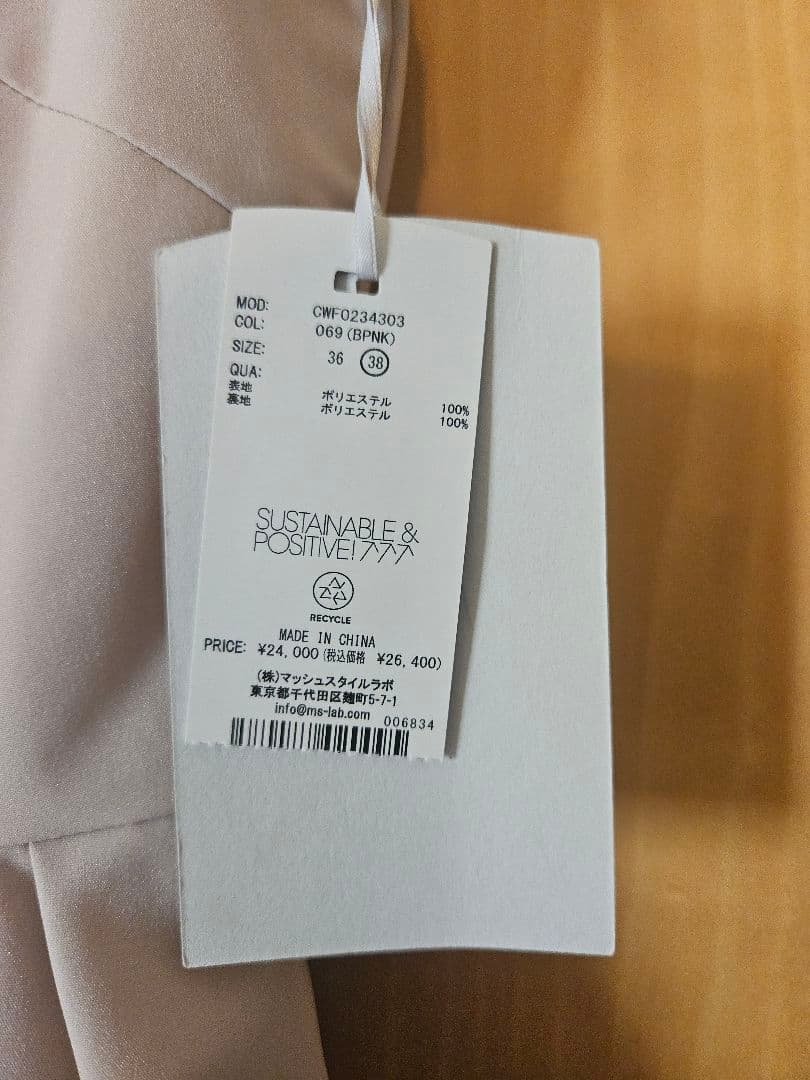 MOD: CWF0234303
COL: 069(BPNK)
SIZE: 36 38
QUA:
表地 ポリエステル 100%
裏地 ポリエステル 100%
SUSTAINABLE &
POSITIVE!
RECYCLE
MADE IN CHINA
PRICE: ¥24,000(税込価格 ¥26,400)
(株)マッシュスタイルラボ
東京都千代田区麹町5-7-1
info@ms-lab.com 006834